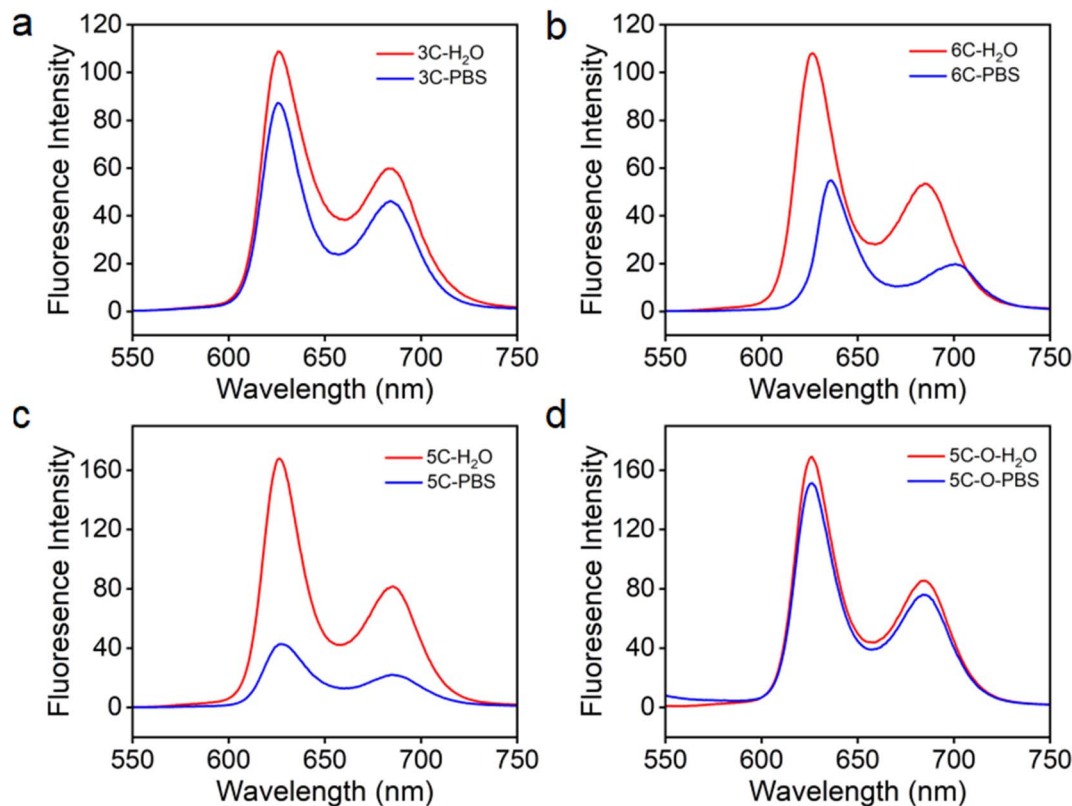 a
3C-H₂O
3C-PBS
120
100
80
60
40
20
0
Fluoresence Intensity
550
600
650
700
750
Wavelength (nm)
b
6C-H₂O
6C-PBS
120
100
80
60
40
20
0
Fluoresence Intensity
550
600
650
700
750
Wavelength (nm)
c
5C-H₂O
5C-PBS
160
120
80
40
0
Fluoresence Intensity
550
600
650
700
750
Wavelength (nm)
d
5C-O-H₂O
5C-O-PBS
160
120
80
40
0
Fluoresence Intensity
550
600
650
700
750
Wavelength (nm)